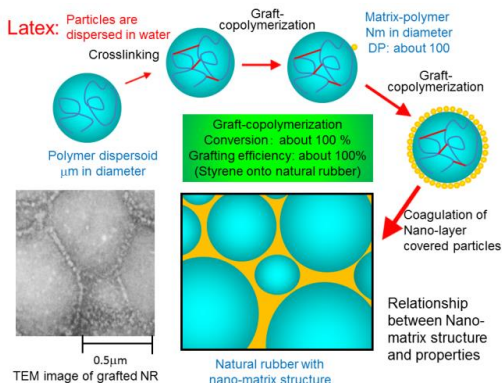 Latex: Particles are
dispersed in water
Crosslinking
Graft-
copolymerization
Matrix-polymer
Nm in diameter
DP: about 100
Graft-
copolymerization
Polymer dispersoid
μm in diameter
Graft-copolymerization
Conversion: about 100 %
Grafting efficiency: about 100%
(Styrene onto natural rubber)
Coagulation of
Nano-layer
covered particles
Relationship
between Nano-
matrix structure
and properties
0.5μm
TEM image of grafted NR
Natural rubber with
nano-matrix structure